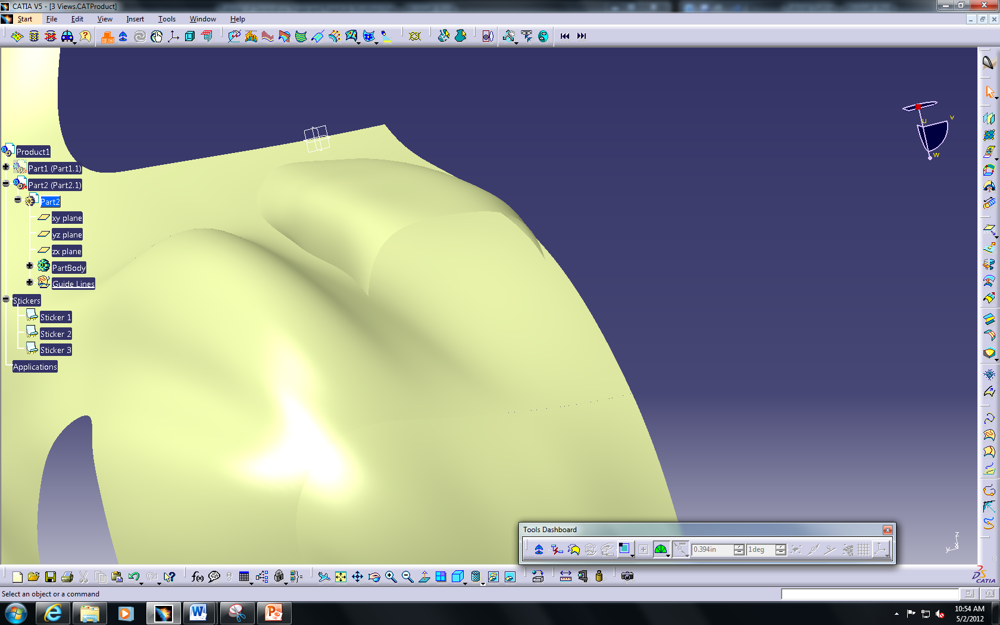 CATIA V5 - [3 Views.CATProduct]
Start File Edit View Insert Tools Window Help
u
v
w
Product1
Part1 (Part1.1)
Part2 (Part2.1)
Part2
xy plane
yz plane
zx plane
PartBody
Guide Lines
Stickers
Sticker 1
Sticker 2
Sticker 3
Applications
Tools Dashboard
0.394in 1deg
z
y x
f(x)
CATIA
Select an object or a command
10:54 AM
5/2/2012